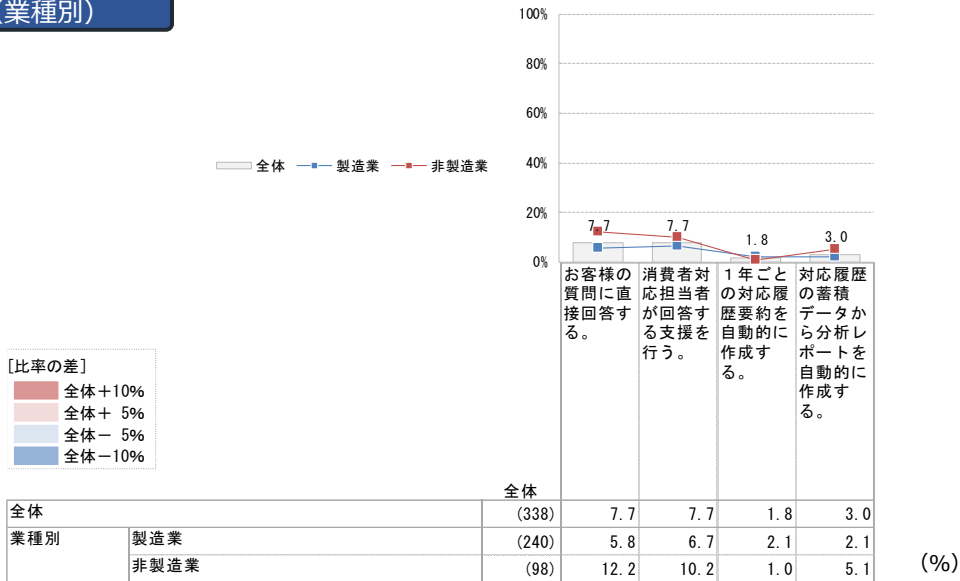 (業種別)
100%
80%
60%
40%
20%
0%
全体 製造業 非製造業
7.7 7.7 1.8 3.0
お客様の
質問に直
接回答す
る。
消費者対
応担当者
が回答す
る支援を
行う。
1年ごと
の対応履
歴要約を
自動的に
作成す
る。
対応履歴
の蓄積
データか
ら分析レ
ポートを
自動的に
作成す
る。
[比率の差]
全体+10%
全体+ 5%
全体- 5%
全体-10%
全体
全体 (338) 7.7 7.7 1.8 3.0
業種別 製造業 (240) 5.8 6.7 2.1 2.1
非製造業 (98) 12.2 10.2 1.0 5.1
(%)